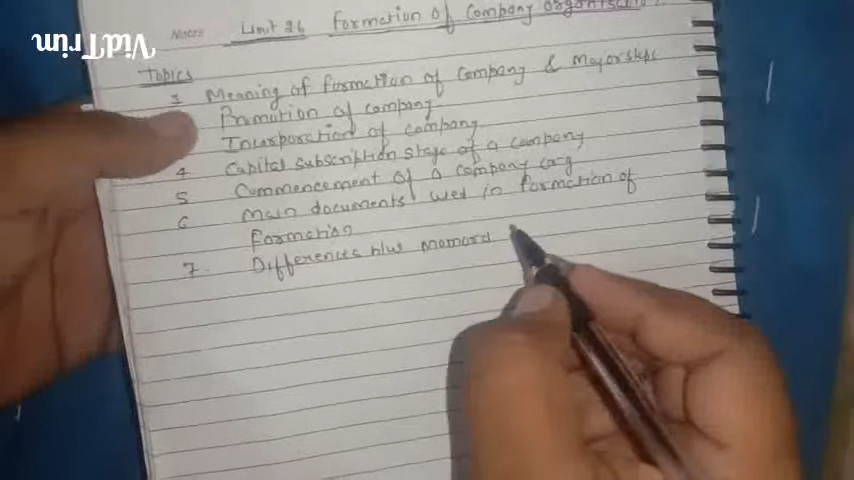 VidTrim
Notes Unit 26 Formation of Company
Topics
1 Meaning of formation of Company & Major steps
Promotion of company
Incorporation of company
4 Capital subscription stage of a company
5 Commencement of a company org
6 Main documents used in formation of
Formation
7. Differences b/w Momord